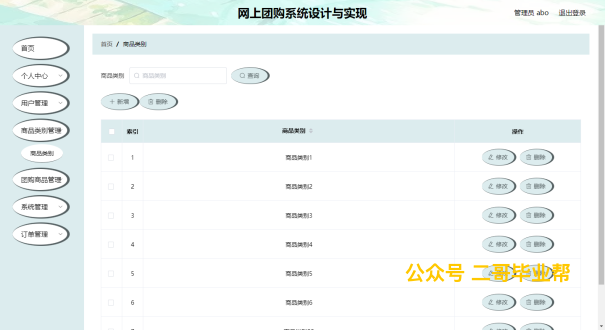 网上团购系统设计与实现
管理员 abo 退出登录
首页
个人中心
用户管理
商品类别管理
商品类别
团购商品管理
系统管理
订单管理
首页 / 商品类别
商品类别 商品类别 查询
+ 新增 删除
索引 商品类别 操作
1 商品类别1 修改 删除
2 商品类别2 修改 删除
3 商品类别3 修改 删除
4 商品类别4 修改 删除
5 商品类别5 修改 删除
公众号 二哥毕业帮
6 商品类别6 修改 删除